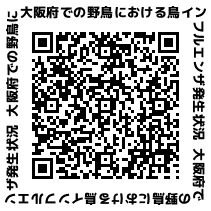 大阪府での野鳥における鳥イン
フルエンザ発生状況 大阪府で
の野鳥における鳥インフルエン
ザ発生状況 大阪府での野鳥に